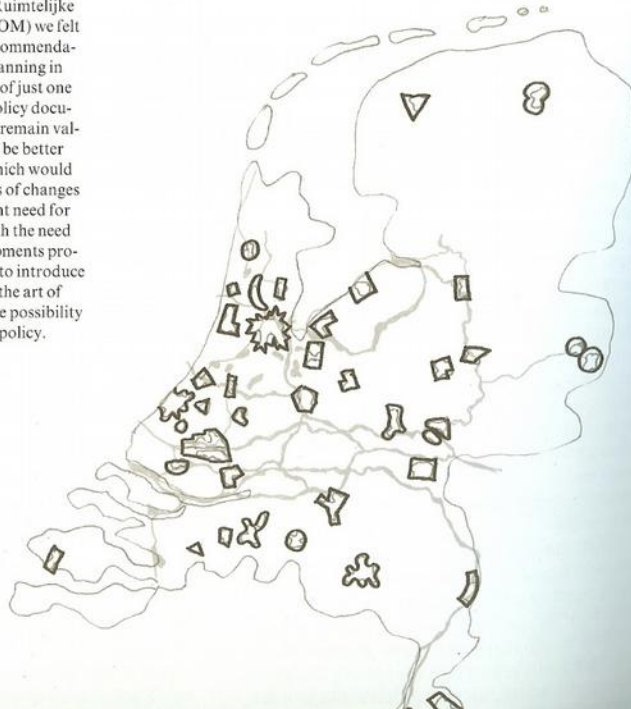 Ruimtelijke
OM) we felt
commenda-
anning in
of just one
olicy docu-
remain val-
be better
hich would
s of changes
nt need for
h the need
oments pro-
to introduce
the art of
e possibility
policy.